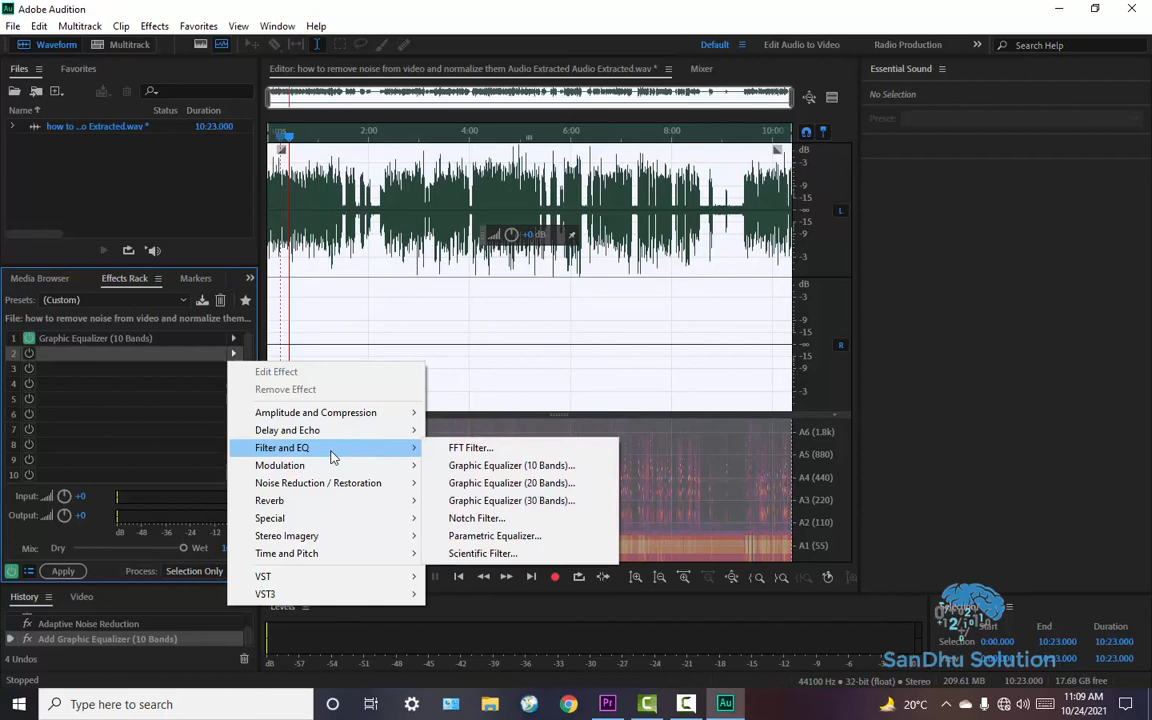 Adobe Audition
File Edit Multitrack Clip Effects Favorites View Window Help
Waveform Multitrack Default Edit Audio to Video Radio Production Search Help
Files Favorites
Editor: how to remove noise from video and normalize them Audio Extracted Audio Extracted.wav * Mixer
Essential Sound
No Selection
Preset:
Name Status Duration
how to ...o Extracted.wav * 10:23.000
hms 2:00 4:00 6:00 8:00 10:00
dB
-3
-9
-15
-∞
-15
-9
-3
L
+0 dB
dB
-3
-9
-15
-∞
-15
-9
-3
R
Media Browser Effects Rack Markers
Presets: (Custom)
File: how to remove noise from video and normalize them...
1 Graphic Equalizer (10 Bands)
2
3
4
5
6
7
8
9
10
Edit Effect
Remove Effect
Amplitude and Compression
Delay and Echo
Filter and EQ
Modulation
Noise Reduction / Restoration
Reverb
Special
Stereo Imagery
Time and Pitch
VST
VST3
FFT Filter...
Graphic Equalizer (10 Bands)...
Graphic Equalizer (20 Bands)...
Graphic Equalizer (30 Bands)...
Notch Filter...
Parametric Equalizer...
Scientific Filter...
A6 (1.8k)
A5 (880)
A4 (440)
A3 (220)
A2 (110)
A1 (55)
Input: +0
Output: +0
dB -48 -36 -24
Mix: Dry Wet
Apply Process: Selection Only
History Video
Adaptive Noise Reduction
Add Graphic Equalizer (10 Bands)
4 Undos
Stopped
Levels
dB -57 -54 -51 -48 -45 -42 -39 -36 -33 -30 -27 -24 -21 -18 -15 -12 -9 -6 -3 0
Start End Duration
Selection 0:00.000 10:23.000 10:23.000
10:23.000 10:23.000
SanDhu Solution
44100 Hz • 32-bit (float) • Stereo 209.61 MB 10:23.000 17.68 GB free
Type here to search
20°C
11:09 AM
10/24/2021